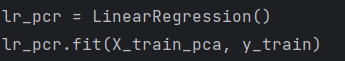 lr_pcr = LinearRegression()
lr_pcr.fit(X_train_pca, y_train)